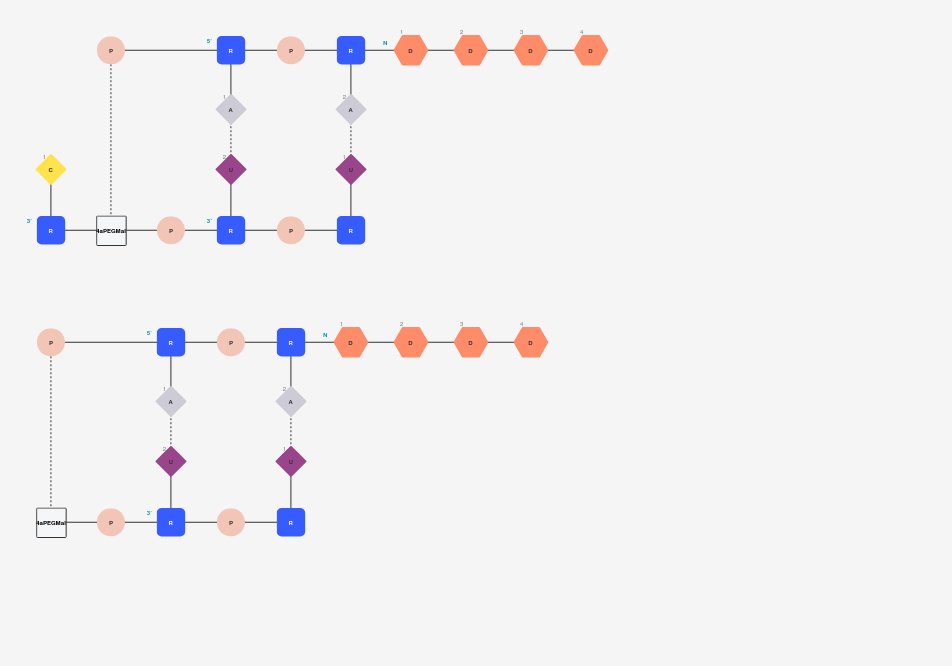 1 2 3 4
5' N
P R P R D D D D
1 2
A A
1 2 1
C U U
3' 3'
R 4aPEGMal P R P R
1 2 3 4
5' N
P R P R D D D D
1 2
A A
2 1
U U
3'
4aPEGMal P R P R